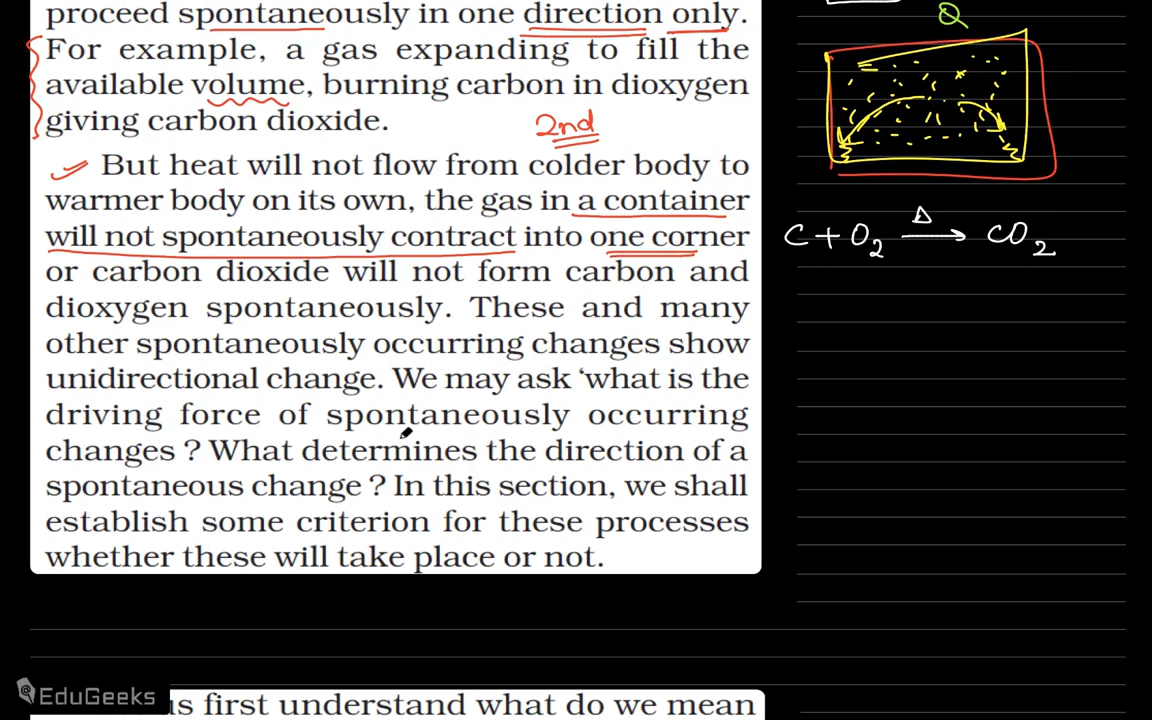 proceed spontaneously in one direction only.
For example, a gas expanding to fill the
available volume, burning carbon in dioxygen
giving carbon dioxide.
2nd
But heat will not flow from colder body to
warmer body on its own, the gas in a container
will not spontaneously contract into one corner
or carbon dioxide will not form carbon and
dioxygen spontaneously. These and many
other spontaneously occurring changes show
unidirectional change. We may ask ‘what is the
driving force of spontaneously occurring
changes ? What determines the direction of a
spontaneous change ? In this section, we shall
establish some criterion for these processes
whether these will take place or not.
Q
C + O₂ —Δ→ CO₂
EduGeeks
us first understand what do we mean